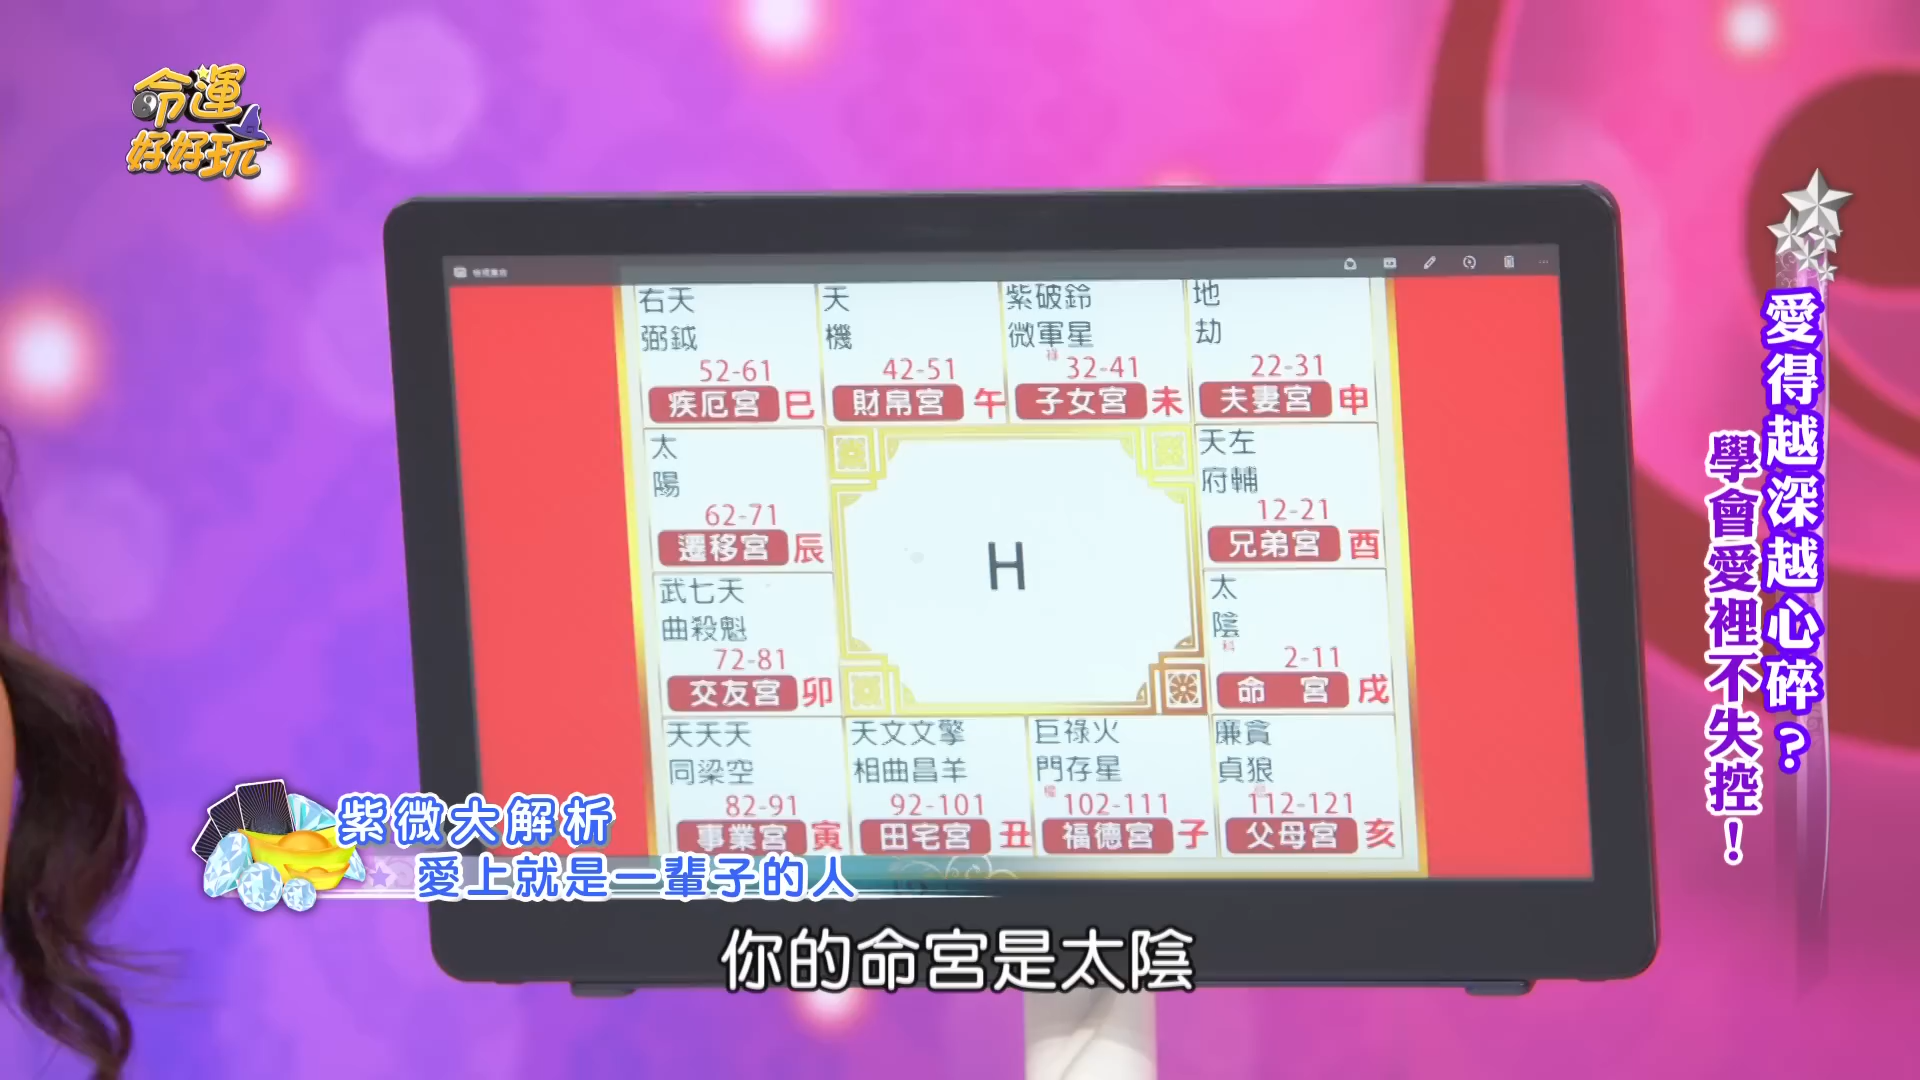 命運
好好玩
愛得越深越心碎?
學會愛裡不失控!
右天
弼鉞
52-61
疾厄宮 巳
天
機
42-51
財帛宮 午
紫破鈴
微軍星
祿
32-41
子女宮 未
地
劫
22-31
夫妻宮 申
太
陽
62-71
遷移宮 辰
H
天左
府輔
12-21
兄弟宮 酉
武七天
曲殺魁
72-81
交友宮 卯
太
陰
科
2-11
命 宮 戌
天天天
同梁空
82-91
事業宮 寅
天文文擎
相曲昌羊
92-101
田宅宮 丑
巨祿火
門存星
權
102-111
福德宮 子
廉貪
貞狼
112-121
父母宮 亥
紫微大解析
愛上就是一輩子的人
你的命宮是太陰